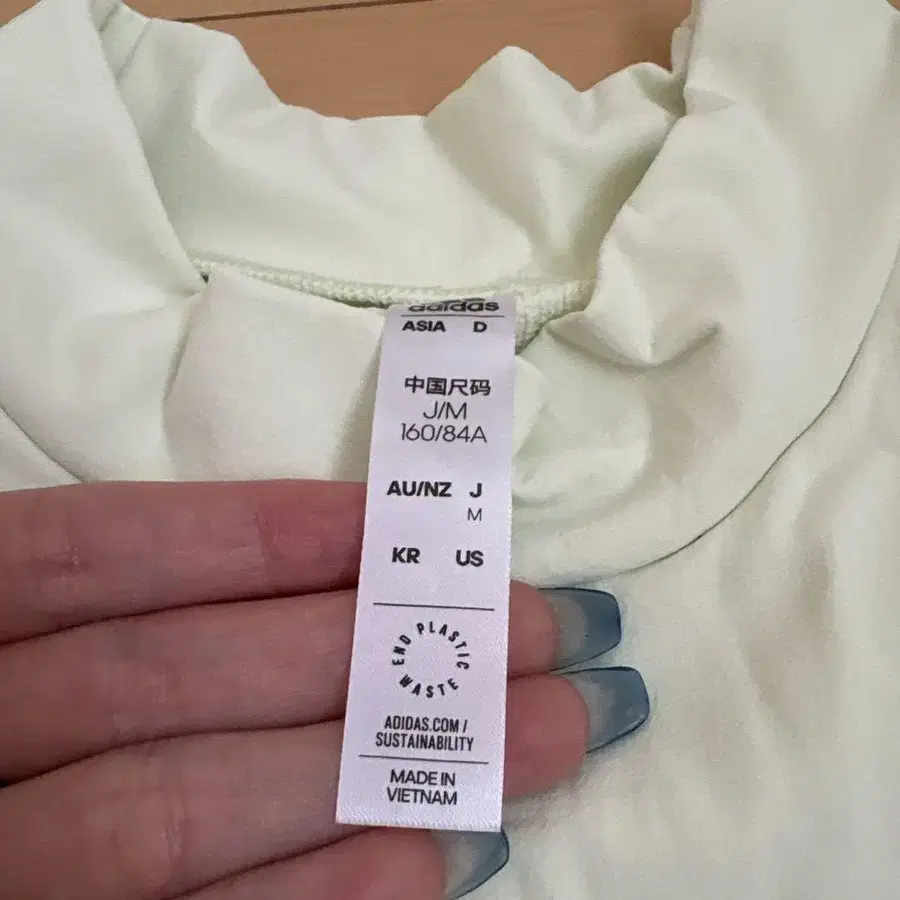 adidas
ASIA D
中国尺码
J/M
160/84A
AU/NZ J
M
KR US
END PLASTIC WASTE
ADIDAS.COM/
SUSTAINABILITY
MADE IN
VIETNAM